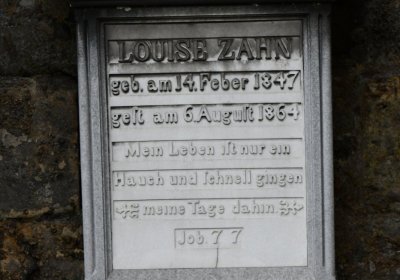 LOUISE ZAHN
geb. am 14. Feber 1847
geſt am 6. Auguſt 1864
Mein Leben iſt nur ein
Hauch und ſchnell gingen
meine Tage dahin.
Job. 7 7